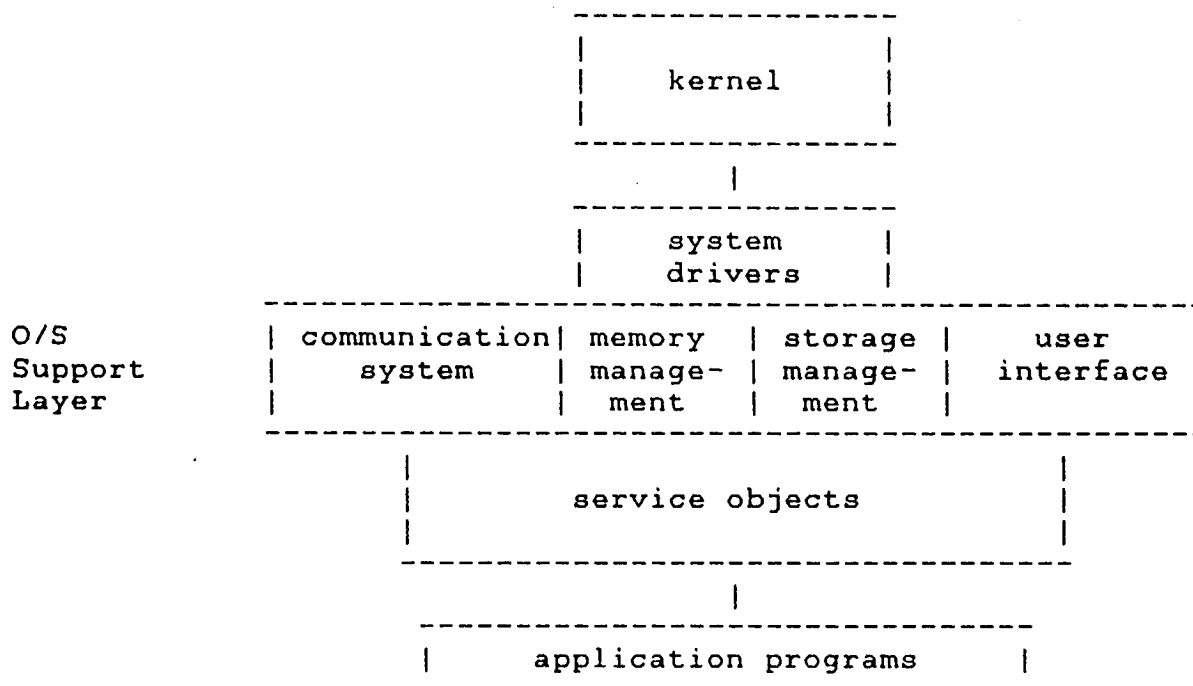 kernel
system
drivers
O/S communication memory storage user
Support system manage- manage- interface
Layer ment ment
service objects
application programs